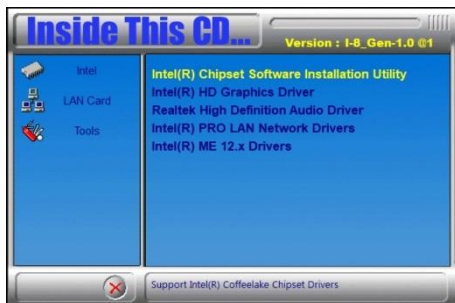 Inside This CD...
Version : I-8_Gen-1.0 @1
Intel
LAN Card
Tools
Intel(R) Chipset Software Installation Utility
Intel(R) HD Graphics Driver
Realtek High Definition Audio Driver
Intel(R) PRO LAN Network Drivers
Intel(R) ME 12.x Drivers
Support Intel(R) Coffeelake Chipset Drivers